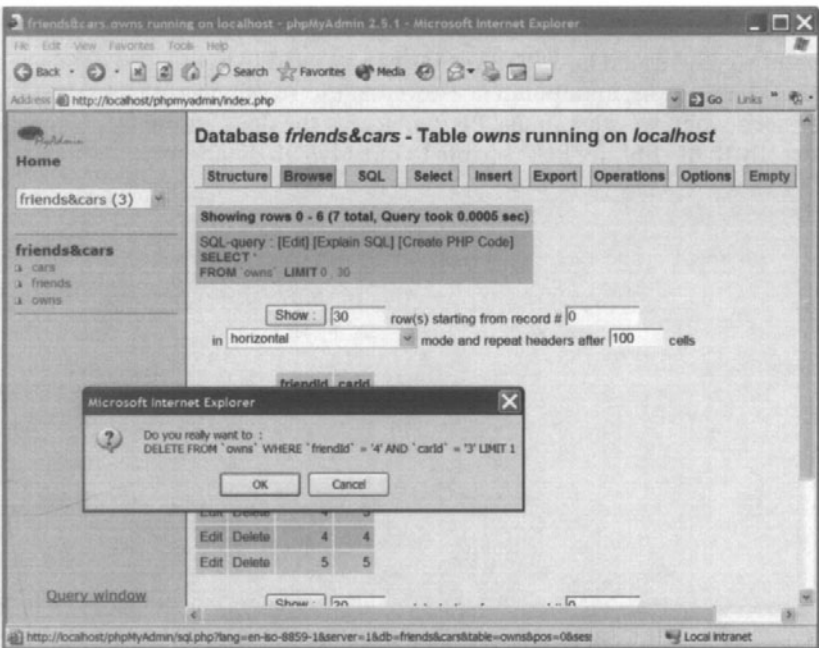 friends&cars.owns running on localhost - phpMyAdmin 2.5.1 - Microsoft Internet Explorer
File Edit View Favorites Tools Help
Back Search Favorites Media
Address http://localhost/phpmyadmin/index.php Go Links
Home
friends&cars (3)
friends&cars
cars
friends
owns
Query window
Database friends&cars - Table owns running on localhost
Structure Browse SQL Select Insert Export Operations Options Empty
Showing rows 0 - 6 (7 total, Query took 0.0005 sec)
SQL-query : [Edit] [Explain SQL] [Create PHP Code]
SELECT *
FROM `owns` LIMIT 0 , 30
Show : 30 row(s) starting from record # 0
in horizontal mode and repeat headers after 100 cells
friendId carId
Microsoft Internet Explorer
Do you really want to :
DELETE FROM `owns` WHERE `friendId` = '4' AND `carId` = '3' LIMIT 1
OK Cancel
Edit Delete 4 3
Edit Delete 4 4
Edit Delete 5 5
Show : 30
http://localhost/phpMyAdmin/sql.php?lang=en-iso-8859-1&server=1&db=friends&cars&table=owns&pos=0&sess
Local intranet